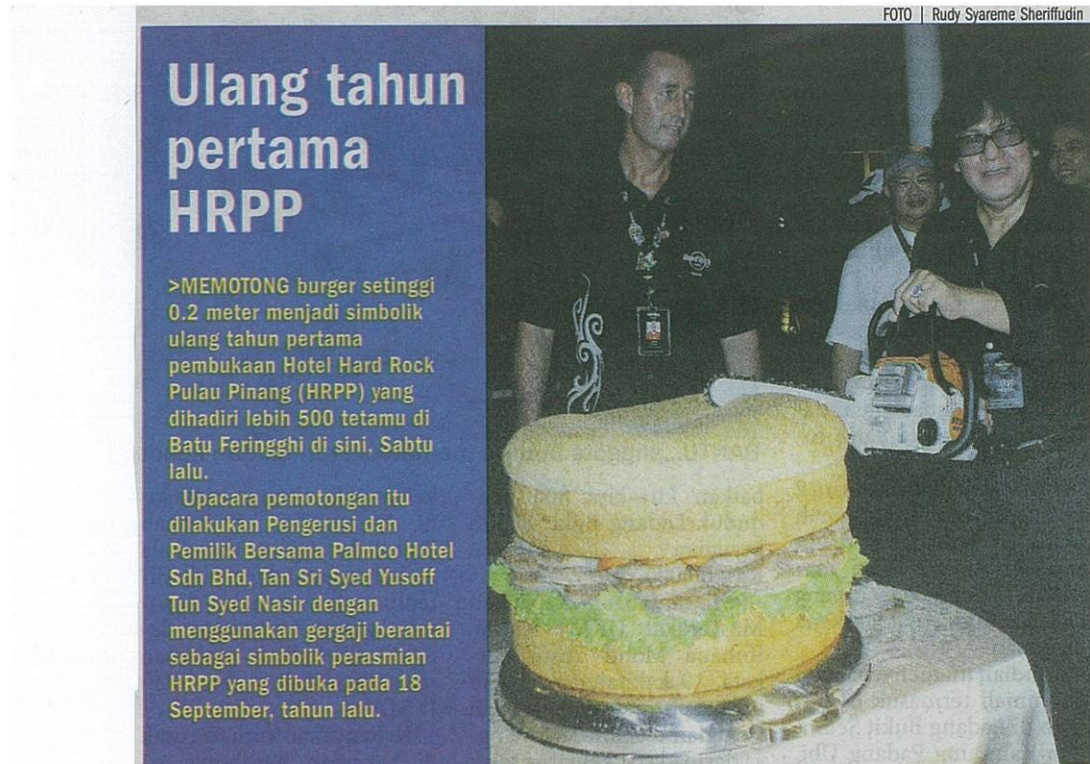 FOTO | Rudy Syareme Sheriffudin
Ulang tahun
pertama
HRPP
>MEMOTONG burger setinggi
0.2 meter menjadi simbolik
ulang tahun pertama
pembukaan Hotel Hard Rock
Pulau Pinang (HRPP) yang
dihadiri lebih 500 tetamu di
Batu Feringghi di sini, Sabtu
lalu.
Upacara pemotongan itu
dilakukan Pengerusi dan
Pemilik Bersama Palmco Hotel
Sdn Bhd, Tan Sri Syed Yusoff
Tun Syed Nasir dengan
menggunakan gergaji berantai
sebagai simbolik perasmian
HRPP yang dibuka pada 18
September, tahun lalu.